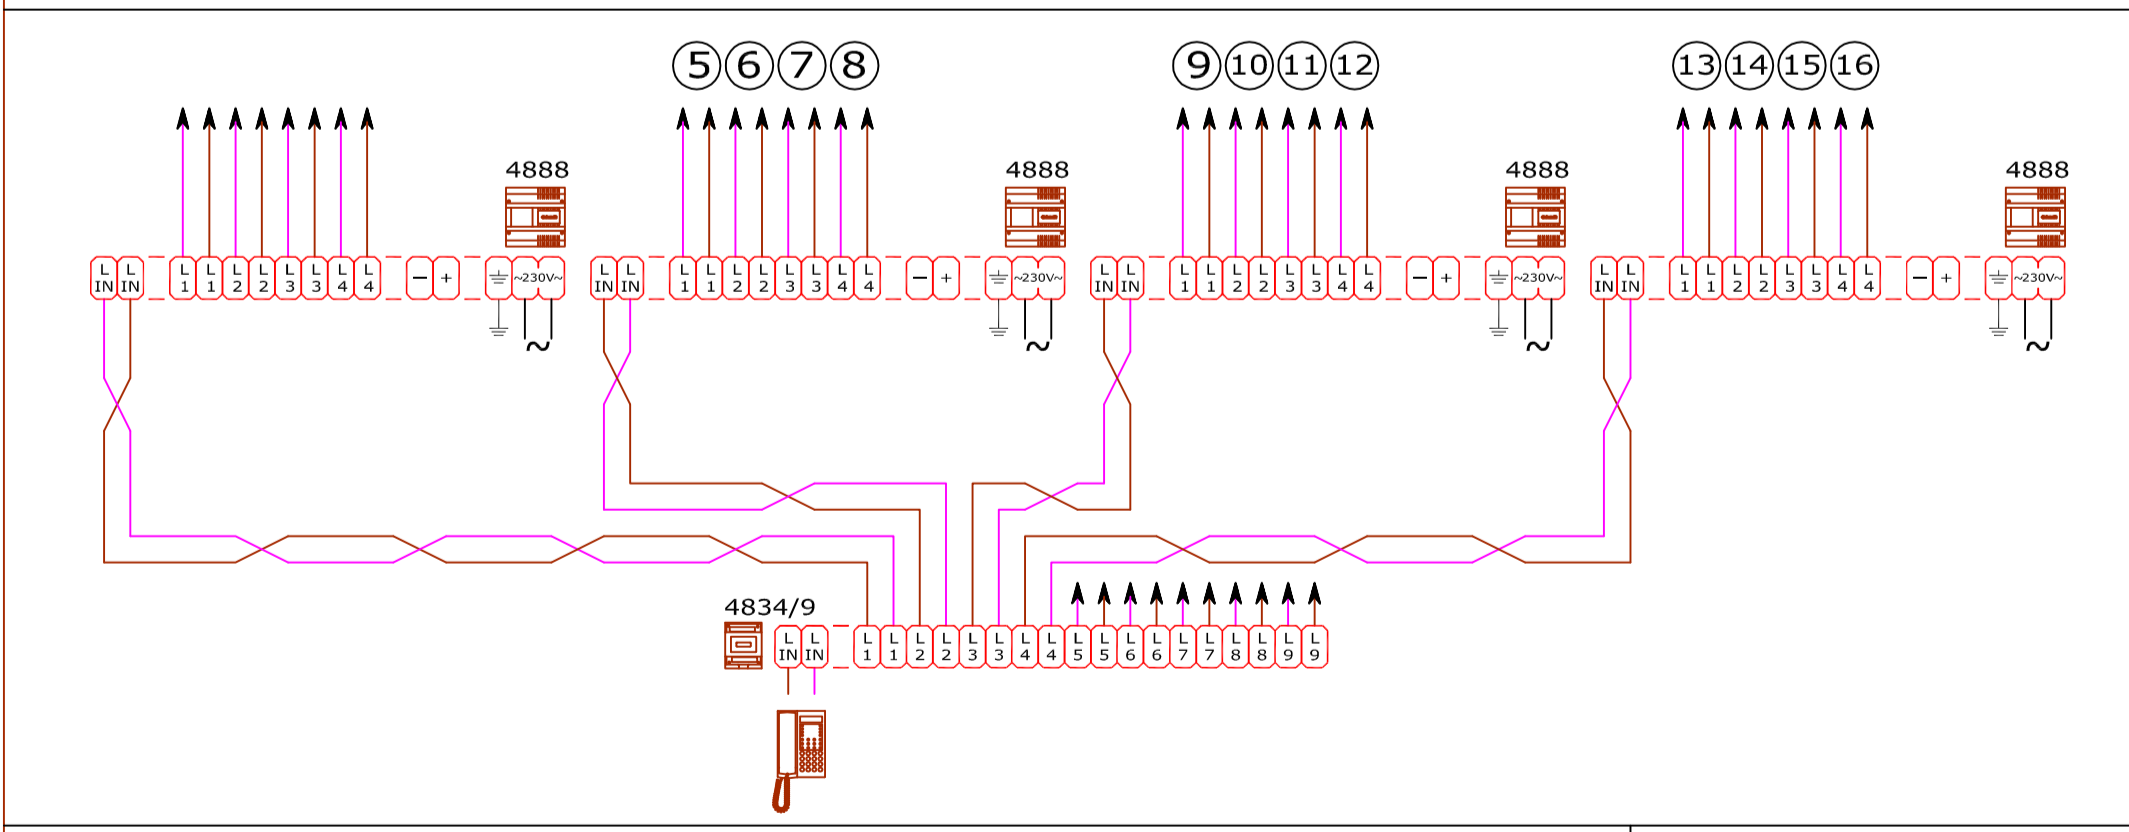 5 6 7 8 9 10 11 12 13 14 15 16
4888 4888 4888 4888
L IN L IN L 1 L 1 L 2 L 2 L 3 L 3 L 4 L 4 − + ~230V~
L IN L IN L 1 L 1 L 2 L 2 L 3 L 3 L 4 L 4 − + ~230V~
L IN L IN L 1 L 1 L 2 L 2 L 3 L 3 L 4 L 4 − + ~230V~
L IN L IN L 1 L 1 L 2 L 2 L 3 L 3 L 4 L 4 − + ~230V~
~ ~ ~ ~
4834/9
L IN L IN L 1 L 1 L 2 L 2 L 3 L 3 L 4 L 4 L 5 L 5 L 6 L 6 L 7 L 7 L 8 L 8 L 9 L 9